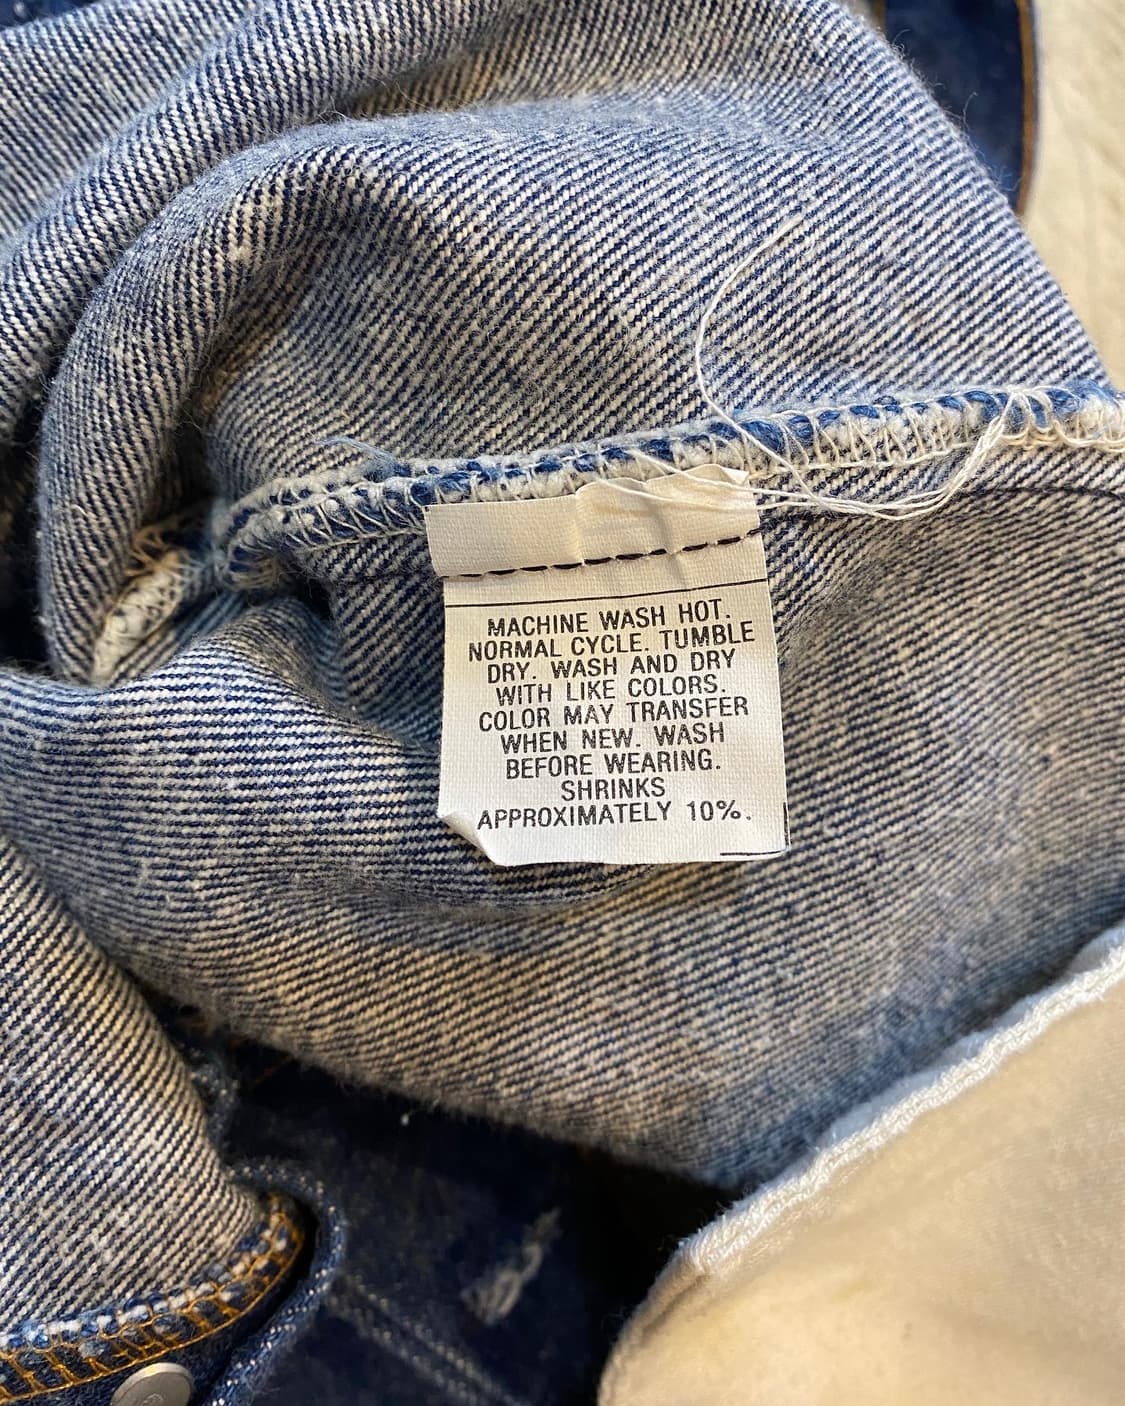 MACHINE WASH HOT.
NORMAL CYCLE. TUMBLE
DRY. WASH AND DRY
WITH LIKE COLORS.
COLOR MAY TRANSFER
WHEN NEW. WASH
BEFORE WEARING.
SHRINKS
APPROXIMATELY 10%.